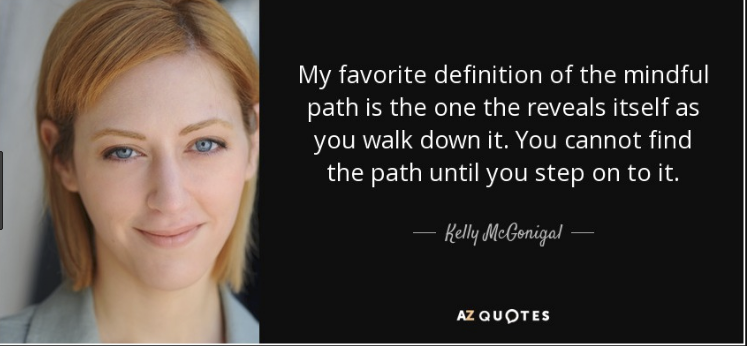 My favorite definition of the mindful
path is the one the reveals itself as
you walk down it. You cannot find
the path until you step on to it.
Kelly McGonigal
AZ QUOTES